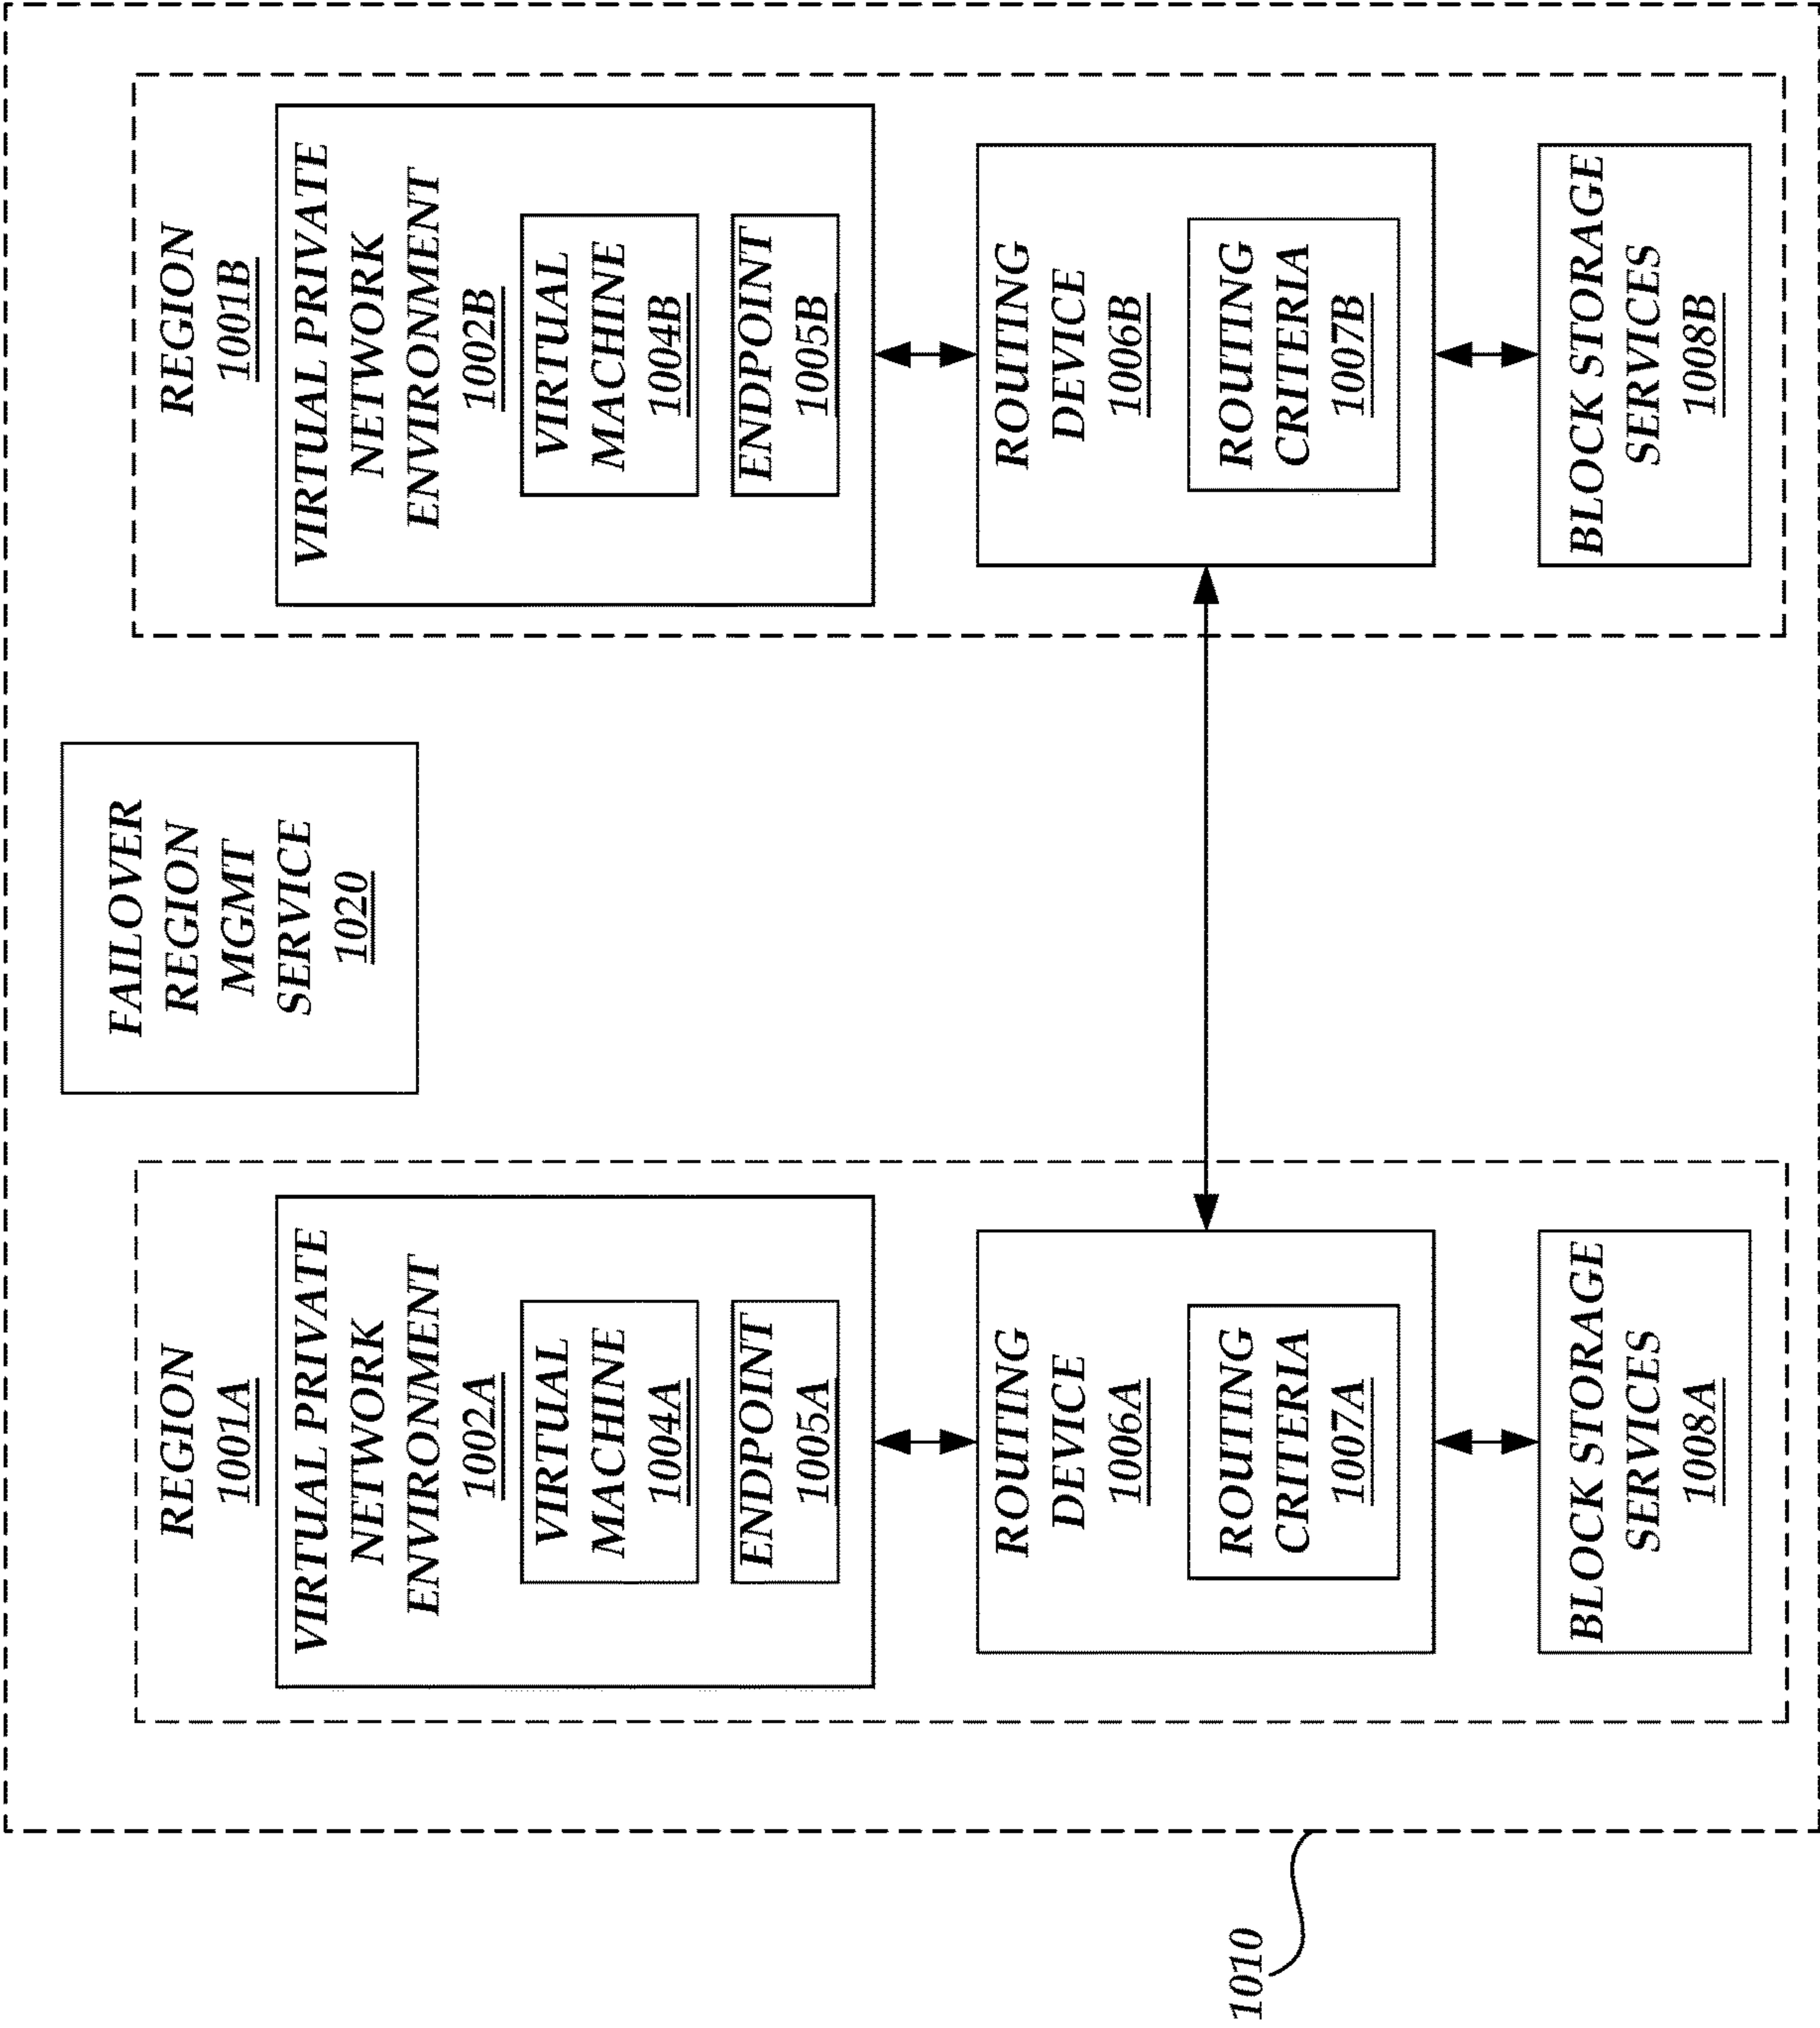 1010
REGION
1001A
VIRTUAL PRIVATE
NETWORK
ENVIRONMENT
1002A
VIRTUAL
MACHINE
1004A
ENDPOINT
1005A
ROUTING
DEVICE
1006A
ROUTING
CRITERIA
1007A
BLOCK STORAGE
SERVICES
1008A
FAILOVER
REGION
MGMT
SERVICE
1020
REGION
1001B
VIRTUAL PRIVATE
NETWORK
ENVIRONMENT
1002B
VIRTUAL
MACHINE
1004B
ENDPOINT
1005B
ROUTING
DEVICE
1006B
ROUTING
CRITERIA
1007B
BLOCK STORAGE
SERVICES
1008B